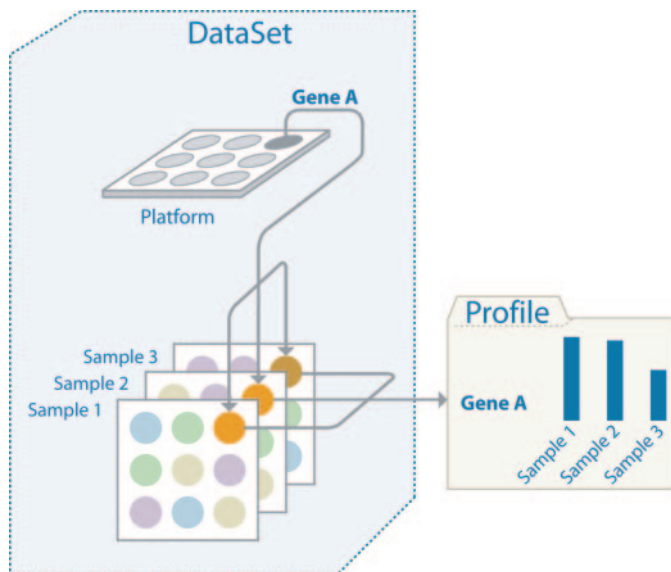 DataSet
Gene A
Platform
Sample 3
Sample 2
Sample 1
Profile
Gene A
Sample 1
Sample 2
Sample 3